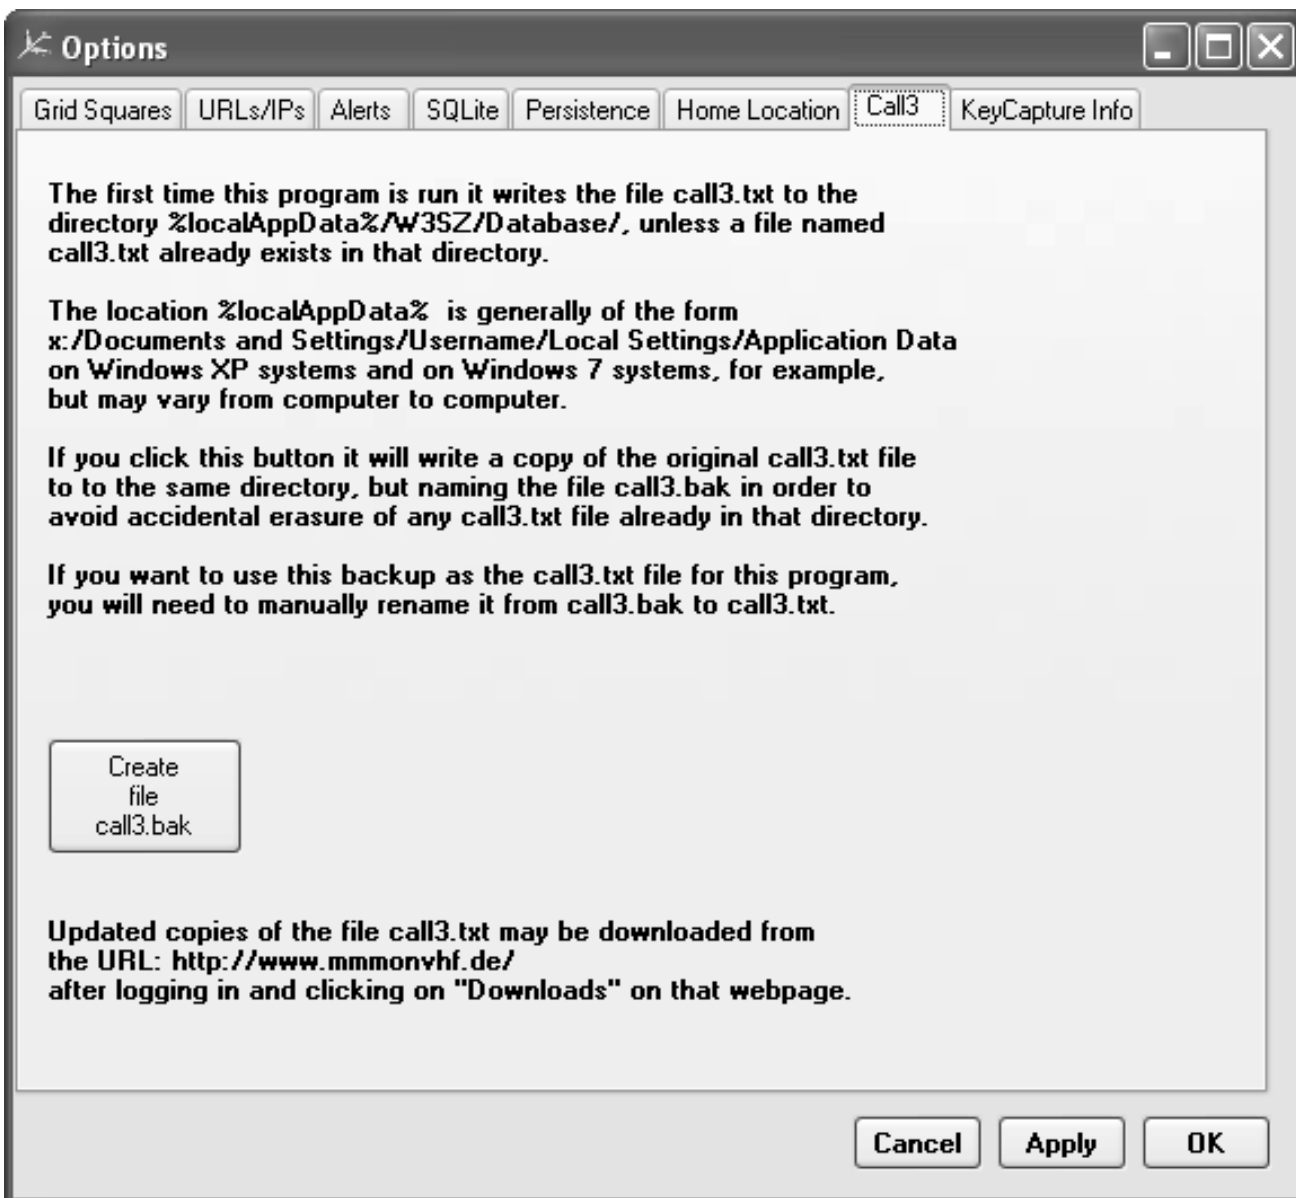 Options
Grid Squares URLs/IPs Alerts SQLite Persistence Home Location Call3 KeyCapture Info
The first time this program is run it writes the file call3.txt to the
directory %localAppData%/W3SZ/Database/, unless a file named
call3.txt already exists in that directory.
The location %localAppData%  is generally of the form
x:/Documents and Settings/Username/Local Settings/Application Data
on Windows XP systems and on Windows 7 systems, for example,
but may vary from computer to computer.
If you click this button it will write a copy of the original call3.txt file
to to the same directory, but naming the file call3.bak in order to
avoid accidental erasure of any call3.txt file already in that directory.
If you want to use this backup as the call3.txt file for this program,
you will need to manually rename it from call3.bak to call3.txt.
Create
file
call3.bak
Updated copies of the file call3.txt may be downloaded from
the URL: http://www.mmmonvhf.de/
after logging in and clicking on "Downloads" on that webpage.
Cancel Apply OK